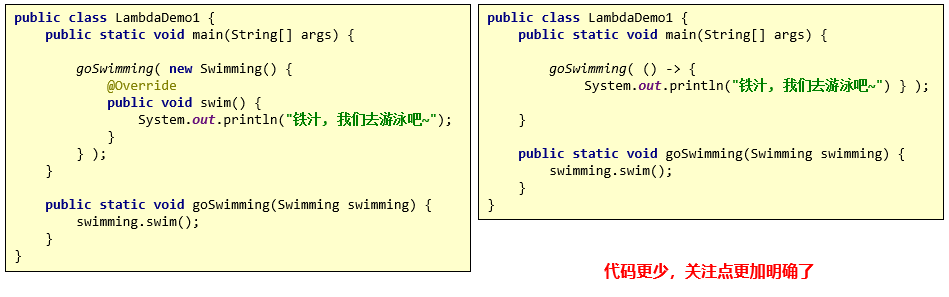 public class LambdaDemo1 {
    public static void main(String[] args) {

        goSwimming( new Swimming() {
            @Override
            public void swim() {
                System.out.println("铁汁, 我们去游泳吧~");
            }
        } );
    }

    public static void goSwimming(Swimming swimming) {
        swimming.swim();
    }
}
public class LambdaDemo1 {
    public static void main(String[] args) {

        goSwimming( () -> {
            System.out.println("铁汁, 我们去游泳吧~") } );

    }

    public static void goSwimming(Swimming swimming) {
        swimming.swim();
    }
}
代码更少，关注点更加明确了